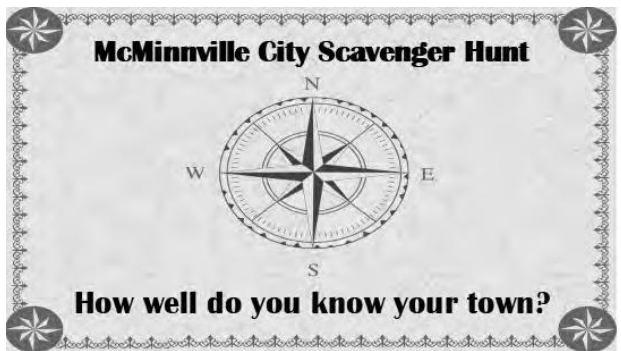 McMinnville City Scavenger Hunt
N
W E
S
How well do you know your town?